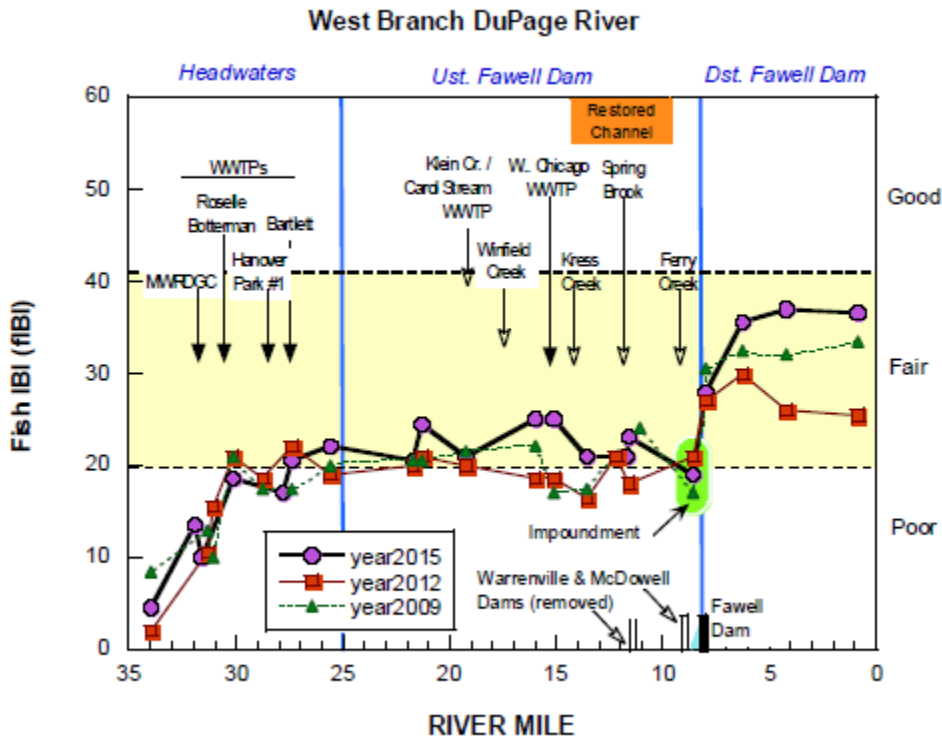 West Branch DuPage River
Headwaters
Ust. Fawell Dam
Dst. Fawell Dam
60
50
40
30
20
10
0
Fish IBI (fIBI)
Restored
Channel
WWTPs
Roselle
Botterman
Bartlett
MWRDGC
Hanover
Park #1
Klein Cr. /
Carol Stream
WWTP
Winfield
Creek
W.. Chicago
WWTP
Kress
Creek
Spring
Brook
Ferry
Creek
Good
Fair
Poor
Impoundment
Warrenville & McDowell
Dams (removed)
Fawell
Dam
year2015
year2012
year2009
35
30
25
20
15
10
5
0
RIVER MILE